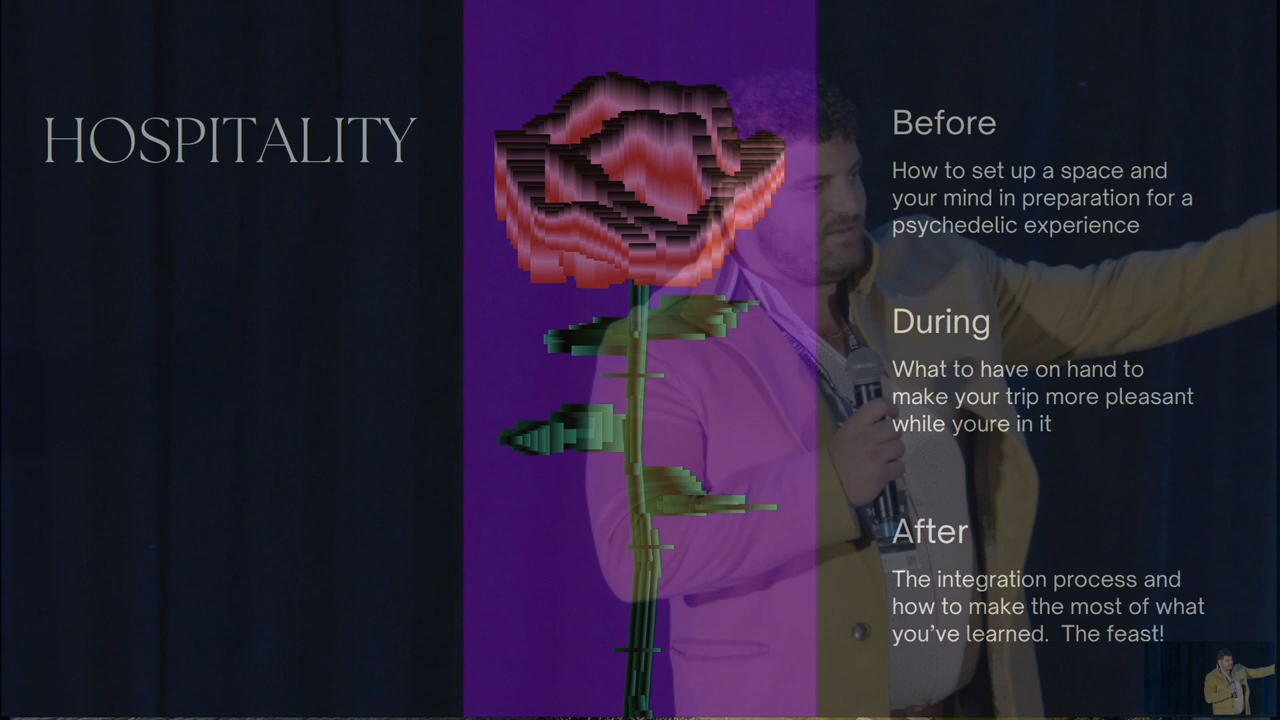 HOSPITALITY
Before
How to set up a space and
your mind in preparation for a
psychedelic experience
During
What to have on hand to
make your trip more pleasant
while youre in it
After
The integration process and
how to make the most of what
you’ve learned.  The feast!